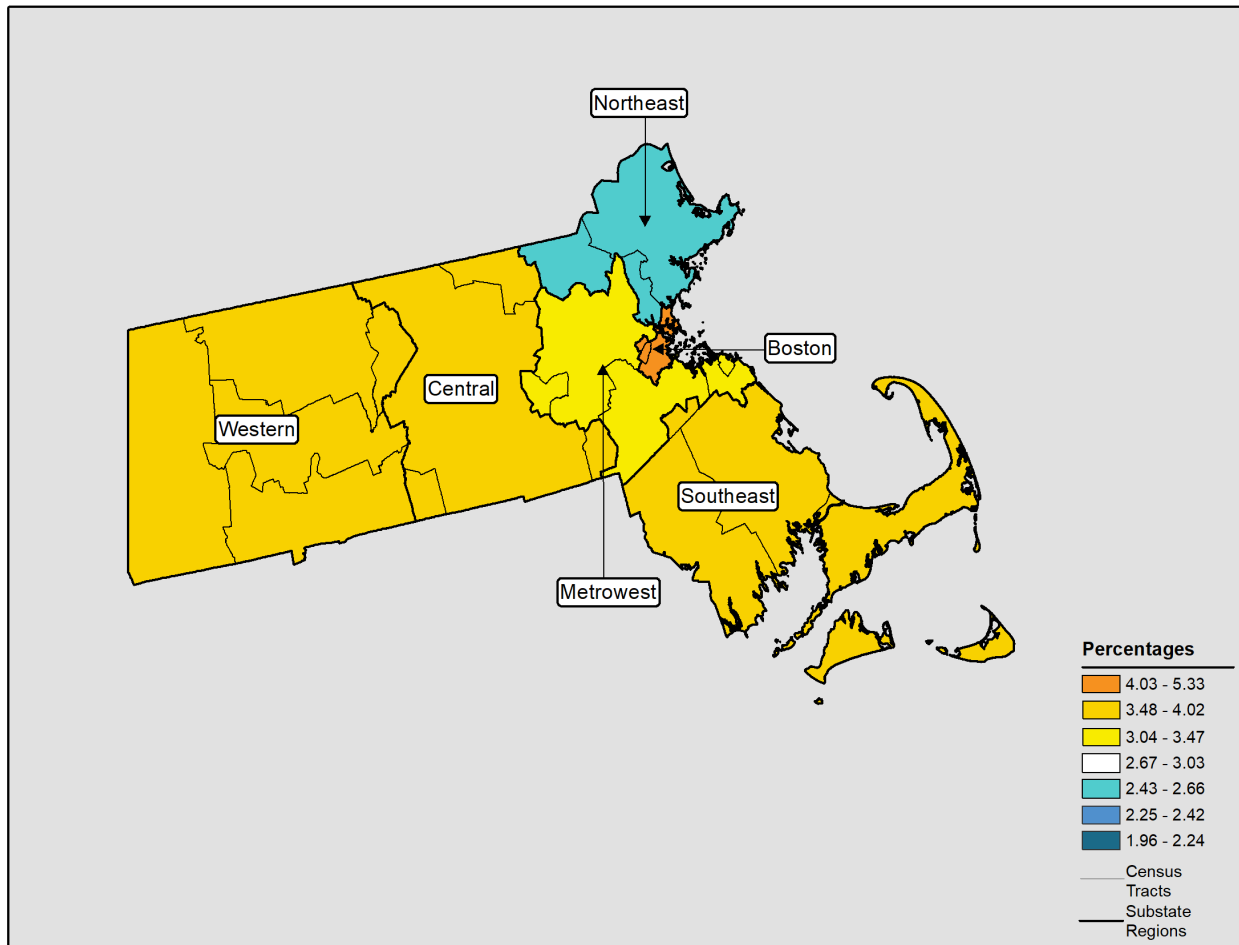 Northeast
Boston
Central
Western
Southeast
Metrowest
Percentages
4.03 - 5.33
3.48 - 4.02
3.04 - 3.47
2.67 - 3.03
2.43 - 2.66
2.25 - 2.42
1.96 - 2.24
Census
Tracts
Substate
Regions